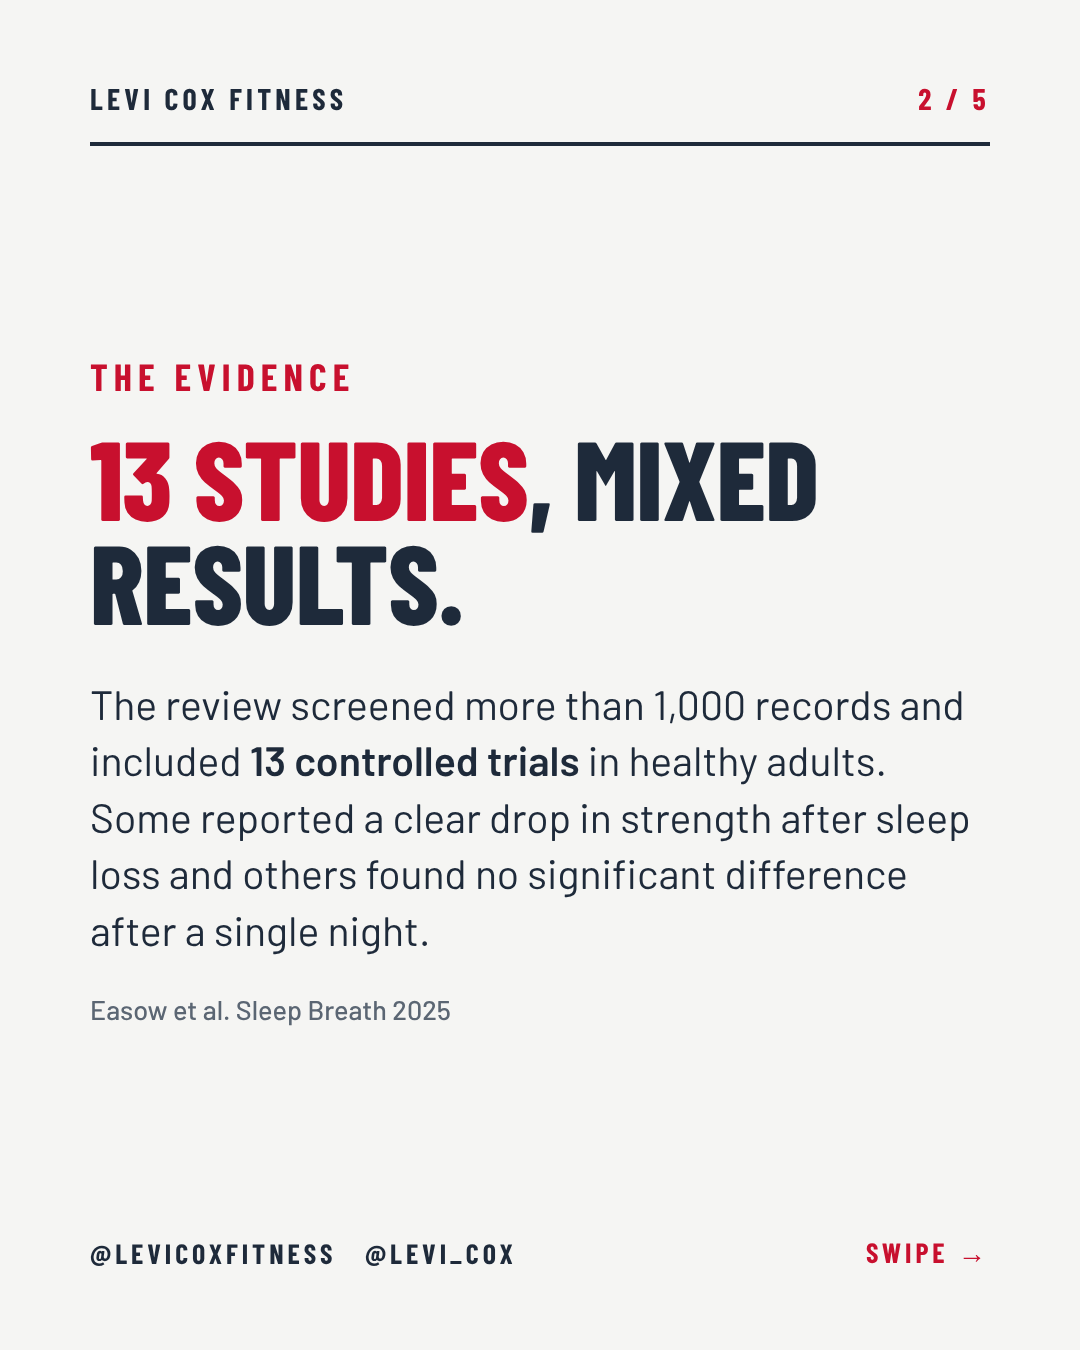 LEVI COX FITNESS
2 / 5
THE EVIDENCE
13 STUDIES, MIXED
RESULTS.
The review screened more than 1,000 records and
included 13 controlled trials in healthy adults.
Some reported a clear drop in strength after sleep
loss and others found no significant difference
after a single night.
Easow et al. Sleep Breath 2025
@LEVICOXFITNESS @LEVI_COX
SWIPE →